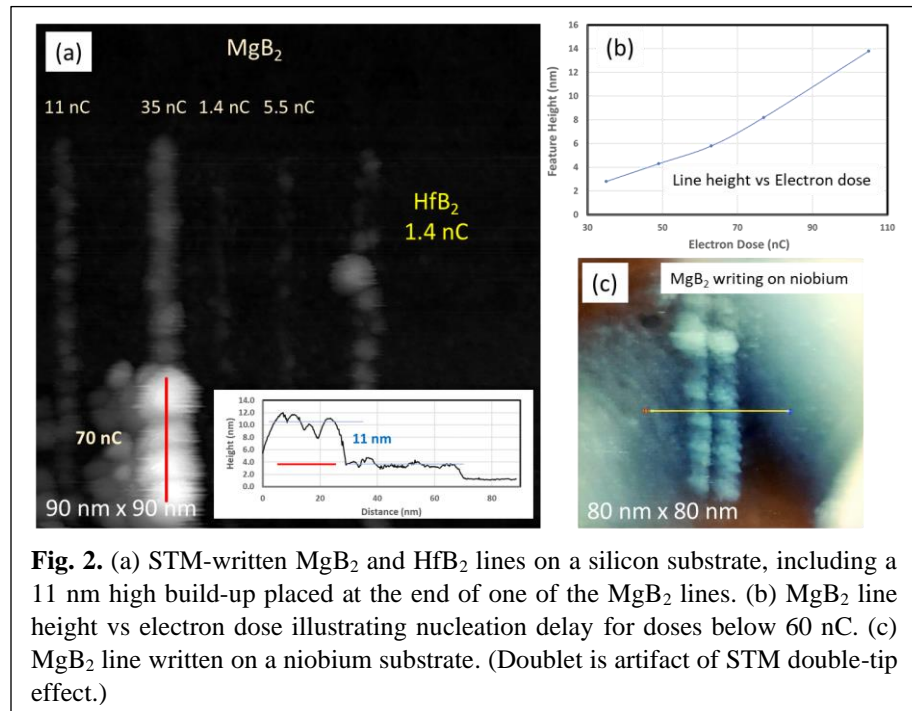 (a)
MgB₂
11 nC 35 nC 1.4 nC 5.5 nC
HfB₂
1.4 nC
70 nC
90 nm x 90 nm
14.0
12.0
10.0
8.0
6.0
4.0
2.0
0.0
Height (nm)
11 nm
0 20 40 60 80
Distance (nm)
(b)
16
14
12
10
8
6
4
2
0
Feature Height (nm)
Line height vs Electron dose
30 50 70 90 110
Electron Dose (nC)
(c)
MgB₂ writing on niobium
80 nm x 80 nm
Fig. 2. (a) STM-written MgB₂ and HfB₂ lines on a silicon substrate, including a
11 nm high build-up placed at the end of one of the MgB₂ lines. (b) MgB₂ line
height vs electron dose illustrating nucleation delay for doses below 60 nC. (c)
MgB₂ line written on a niobium substrate. (Doublet is artifact of STM double-tip
effect.)